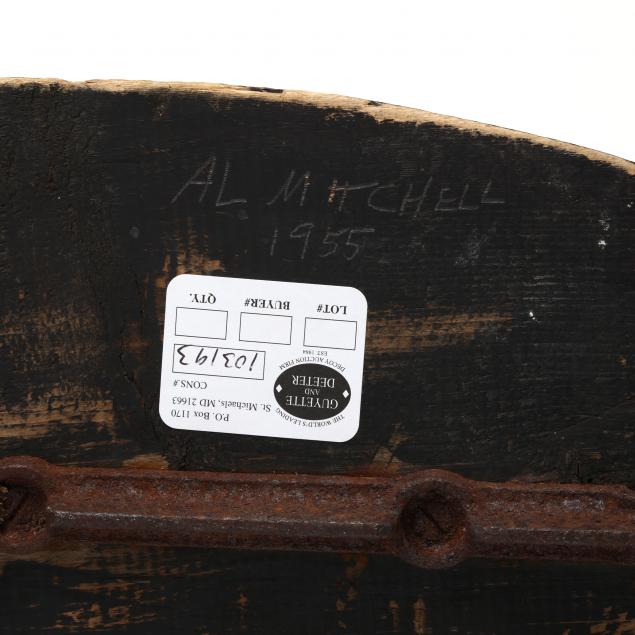 AL MITCHELL
1955
P.O. Box 1170
St. Michaels, MD 21663
THE WORLD'S LEADING
GUYETTE
AND
DEETER
DECOY AUCTION FIRM
EST. 1984
CONS.#
103193
LOT#
BUYER#
QTY.